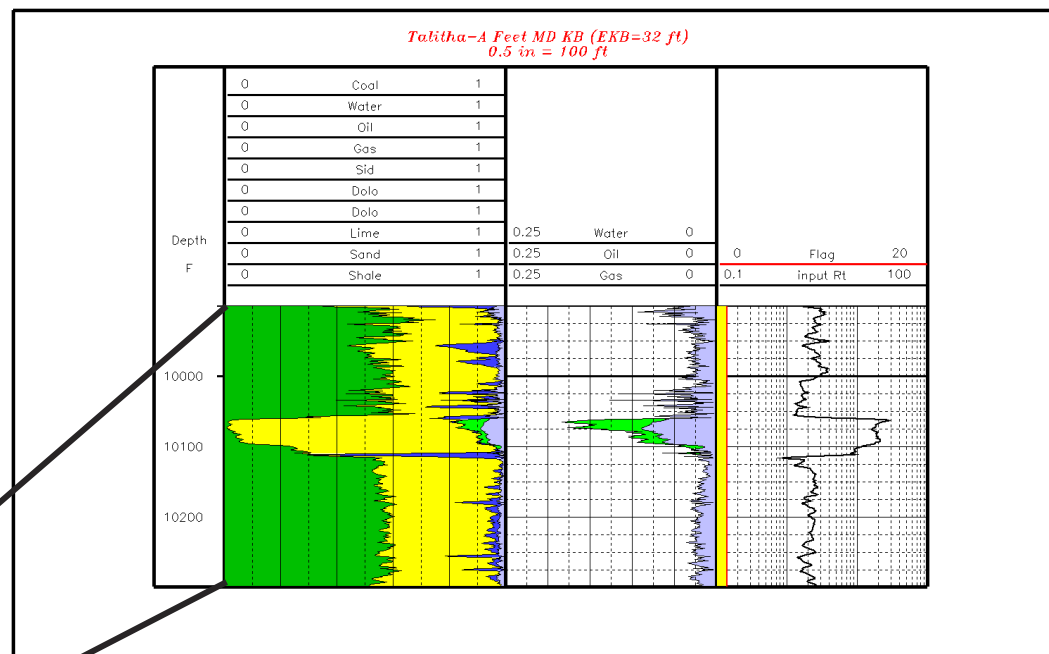 Talitha-A Feet MD KB (EKB=32 ft)
0.5 in = 100 ft
0 Coal 1
0 Water 1
0 Oil 1
0 Gas 1
0 Sid 1
0 Dolo 1
0 Dolo 1
Depth
F
0 Lime 1
0 Sand 1
0 Shale 1
0.25 Water 0
0.25 Oil 0
0.25 Gas 0
0 Flag 20
0.1 input Rt 100
10000
10100
10200